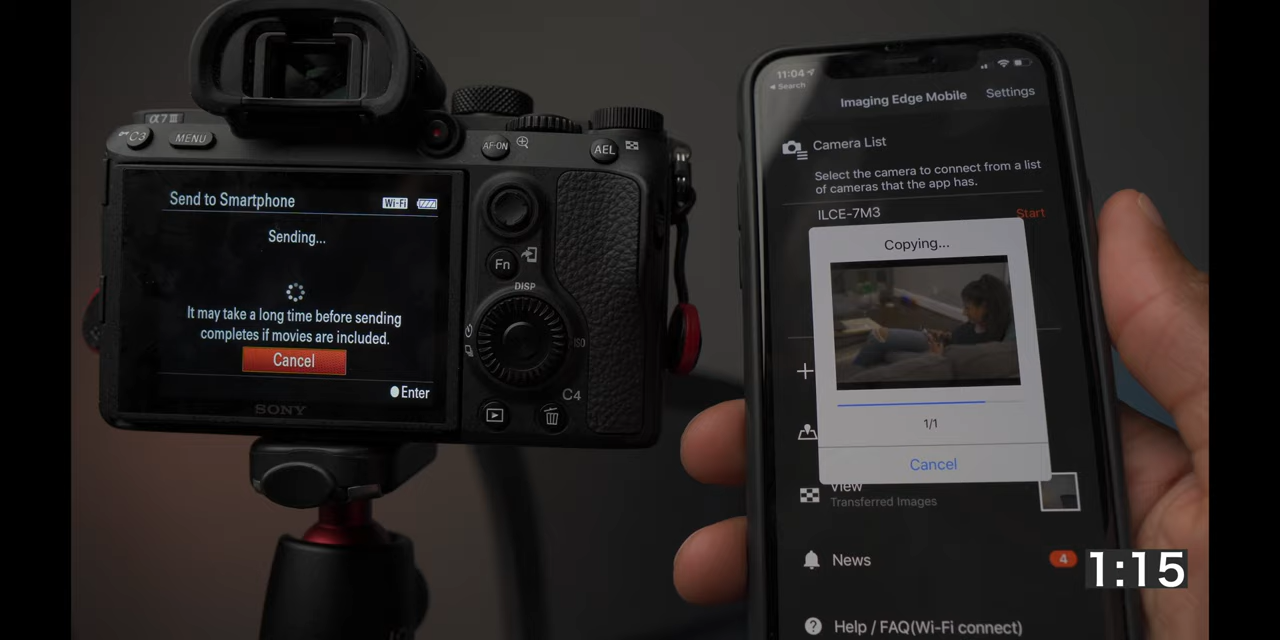 α7III
C3
MENU
AF-ON
AEL
Send to Smartphone
Wi-Fi
Sending...
It may take a long time before sending
completes if movies are included.
Cancel
Enter
SONY
Fn
DISP
ISO
C4
11:04
Search
Imaging Edge Mobile
Settings
Camera List
Select the camera to connect from a list
of cameras that the app has.
ILCE-7M3
Start
Copying...
1/1
Cancel
View
Transferred Images
News
4
Help / FAQ(Wi-Fi connect)
1:15